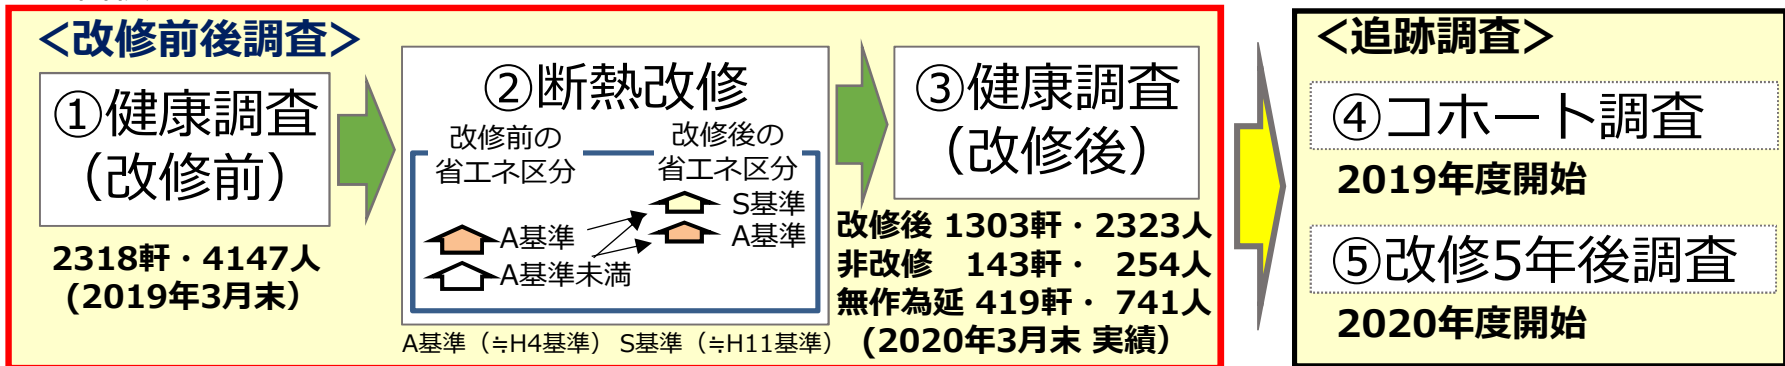 ＜改修前後調査＞
①健康調査
（改修前）
2318軒・4147人
(2019年3月末）
②断熱改修
改修前の
省エネ区分
改修後の
省エネ区分
S基準
A基準
A基準
A基準未満
A基準（≒H4基準） S基準（≒H11基準）
③健康調査
（改修後）
改修後 1303軒・2323人
非改修 143軒・ 254人
無作為延 419軒・ 741人
(2020年3月末 実績）
＜追跡調査＞
④コホート調査
2019年度開始
⑤改修5年後調査
2020年度開始